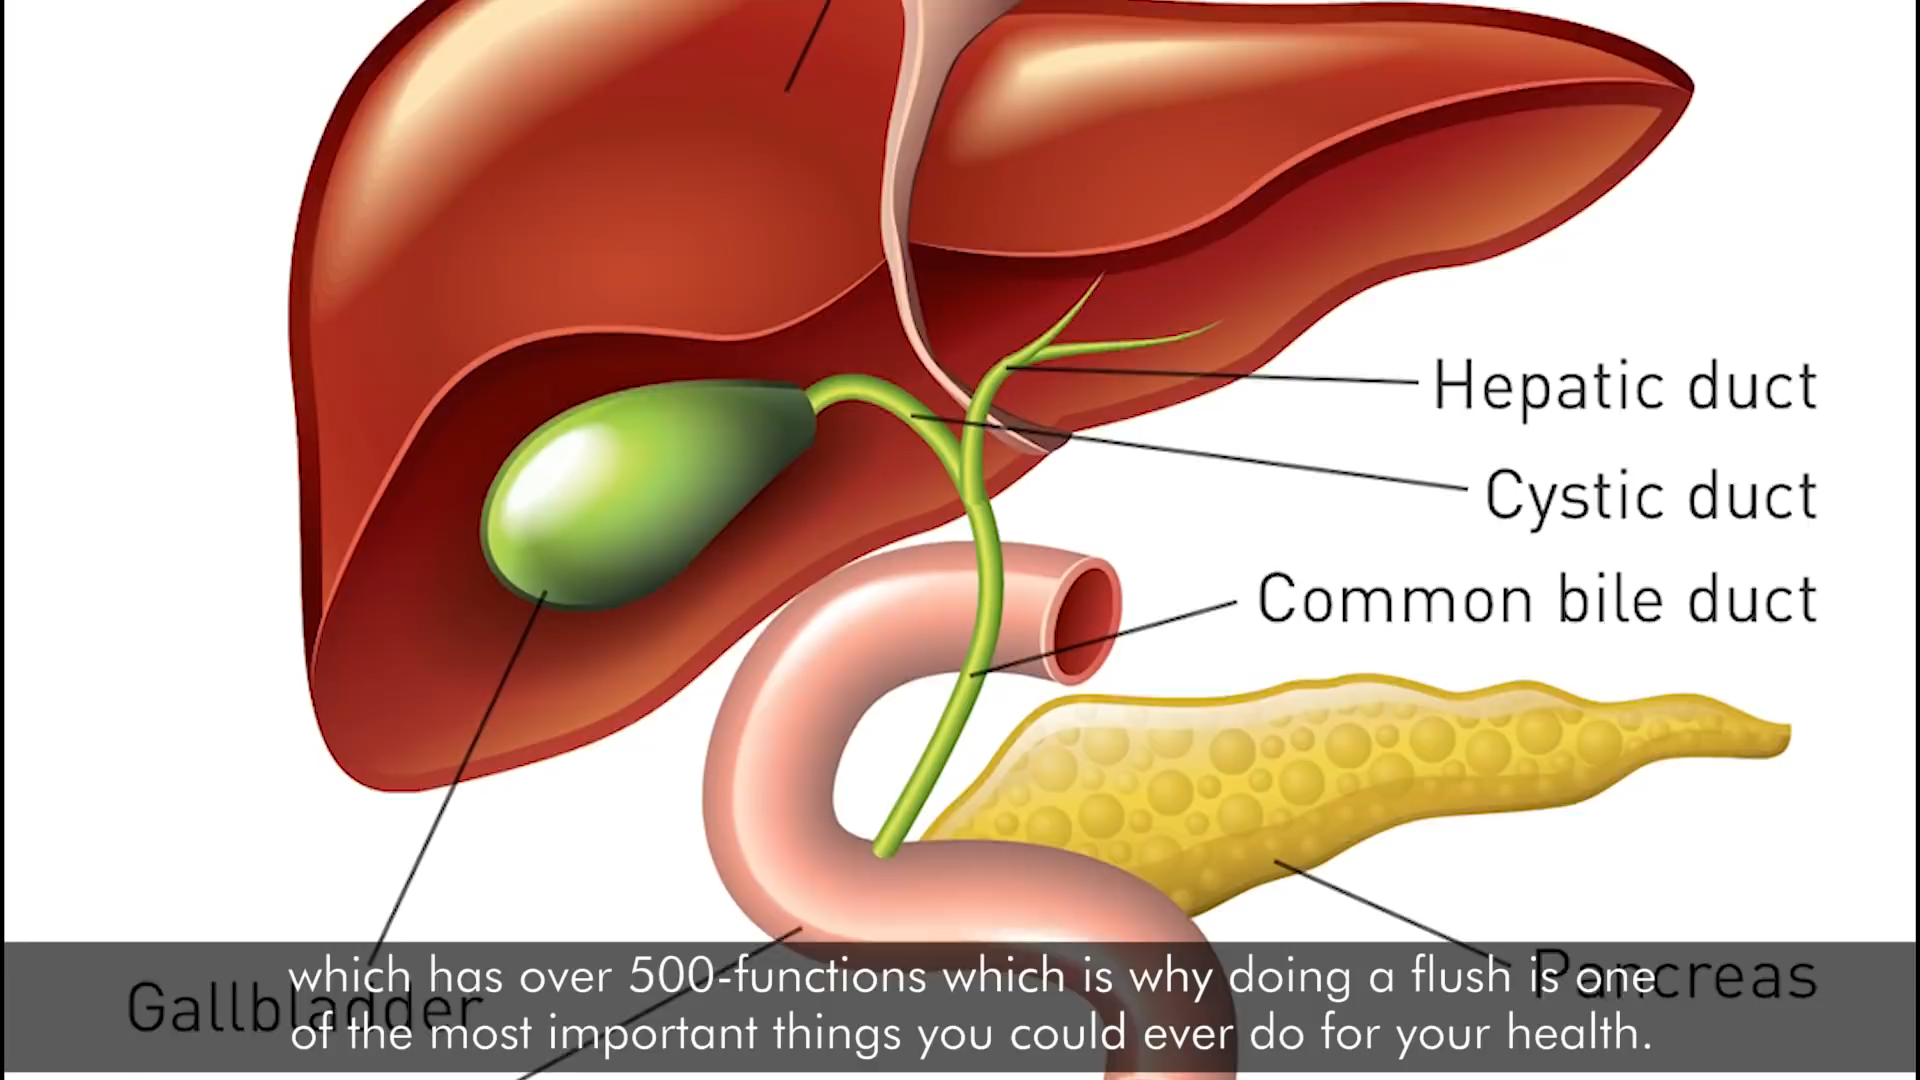 Hepatic duct
Cystic duct
Common bile duct
Gallbladder
Pancreas
which has over 500-functions which is why doing a flush is one
of the most important things you could ever do for your health.